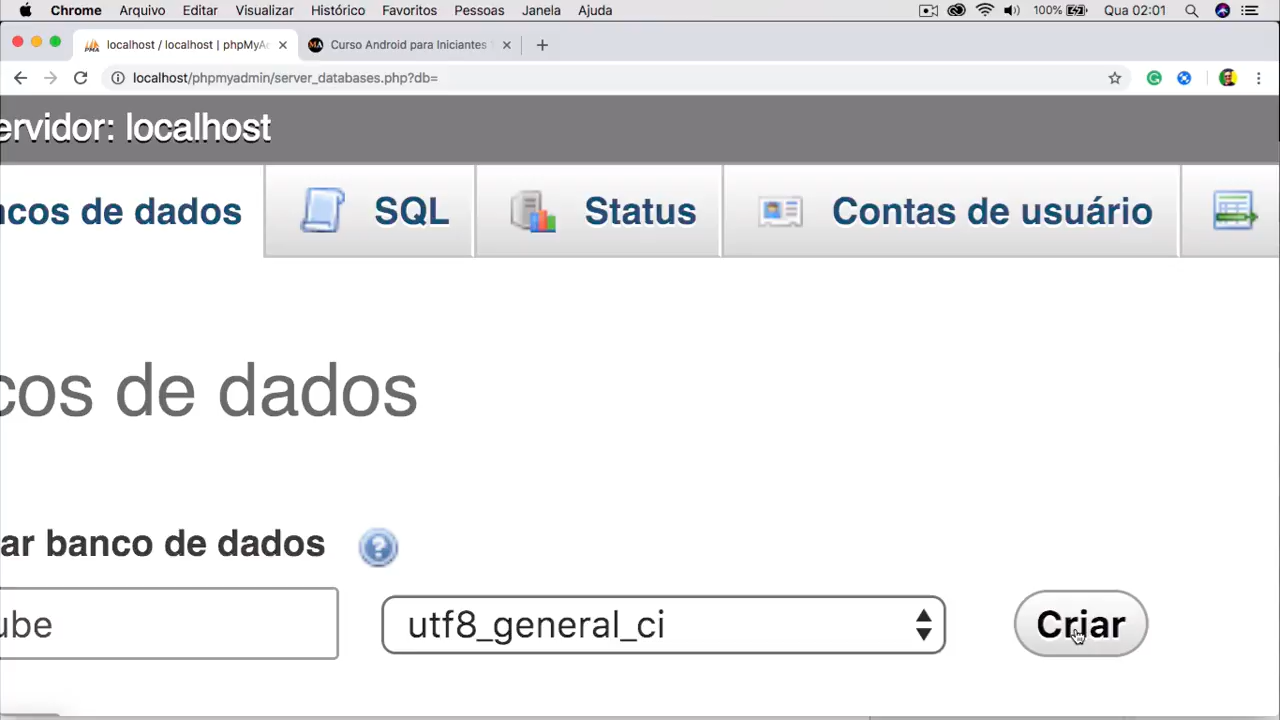 Chrome Arquivo Editar Visualizar Histórico Favoritos Pessoas Janela Ajuda 100% Qua 02:01
localhost / localhost | phpMyAd Curso Android para Iniciantes
localhost/phpmyadmin/server_databases.php?db=
ervidor: localhost
ncos de dados SQL Status Contas de usuário
cos de dados
ar banco de dados
ube utf8_general_ci Criar